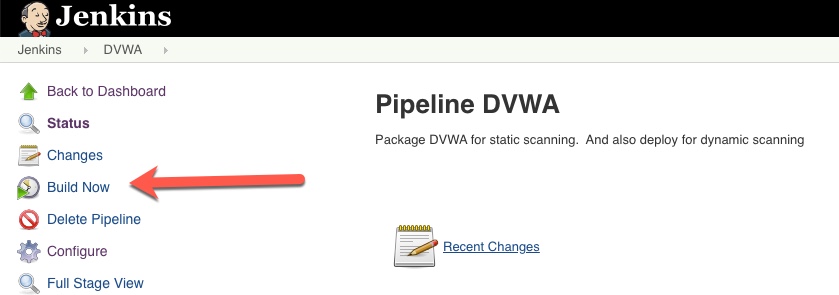 Jenkins
Jenkins DVWA
Back to Dashboard
Status
Changes
Build Now
Delete Pipeline
Configure
Full Stage View
Pipeline DVWA
Package DVWA for static scanning. And also deploy for dynamic scanning
Recent Changes